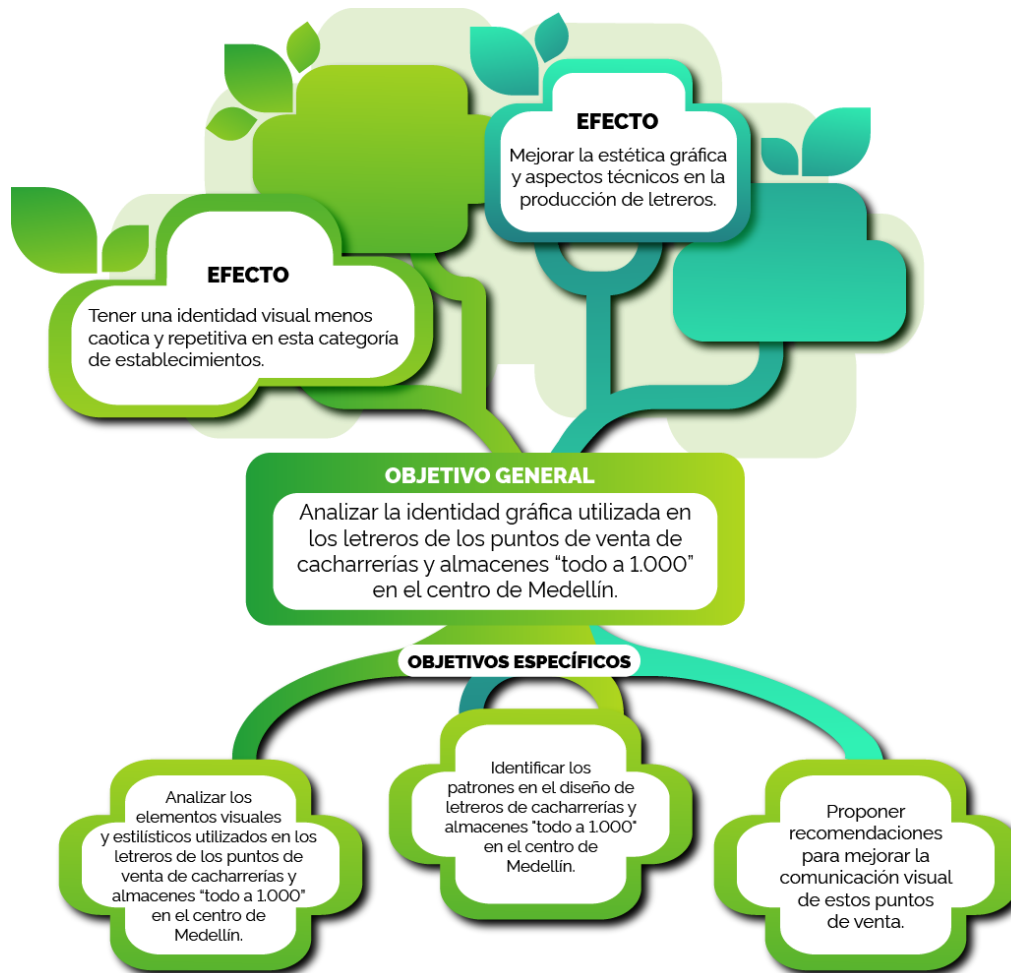 EFECTO
Mejorar la estética gráfica
y aspectos técnicos en la
producción de letreros.
EFECTO
Tener una identidad visual menos
caotica y repetitiva en esta categoría
de establecimientos.
OBJETIVO GENERAL
Analizar la identidad gráfica utilizada en
los letreros de los puntos de venta de
cacharrerías y almacenes “todo a 1.000”
en el centro de Medellín.
OBJETIVOS ESPECÍFICOS
Analizar los
elementos visuales
y estilísticos utilizados en los
letreros de los puntos de
venta de cacharrerías y
almacenes “todo a 1.000”
en el centro de
Medellín.
Identificar los
patrones en el diseño de
letreros de cacharrerías y
almacenes "todo a 1.000"
en el centro de
Medellín.
Proponer
recomendaciones
para mejorar la
comunicación visual
de estos puntos
de venta.